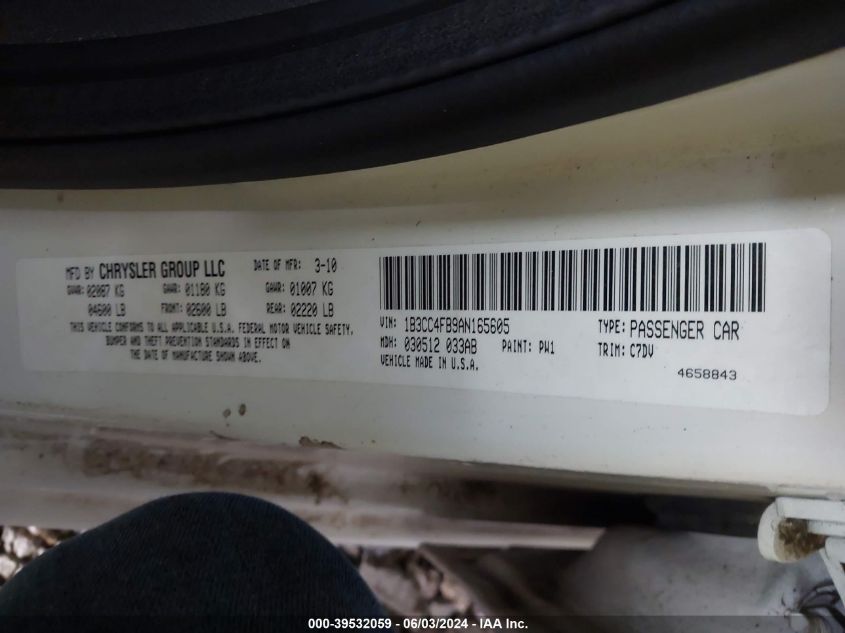 MFD BY CHRYSLER GROUP LLC DATE OF MFR: 3-10
GVWR: 02087 KG GAWR: 01180 KG GAWR: 01007 KG
04600 LB FRONT: 02600 LB REAR: 02220 LB
THIS VEHICLE CONFORMS TO ALL APPLICABLE U.S.A. FEDERAL MOTOR VEHICLE SAFETY,
BUMPER AND THEFT PREVENTION STANDARDS IN EFFECT ON
THE DATE OF MANUFACTURE SHOWN ABOVE.
VIN: 1B3CC4FB9AN165605 TYPE: PASSENGER CAR
MDH: 030512 033AB PAINT: PW1 TRIM: C7DV
VEHICLE MADE IN U.S.A.
4658843
000-39532059 - 06/03/2024 - IAA Inc.